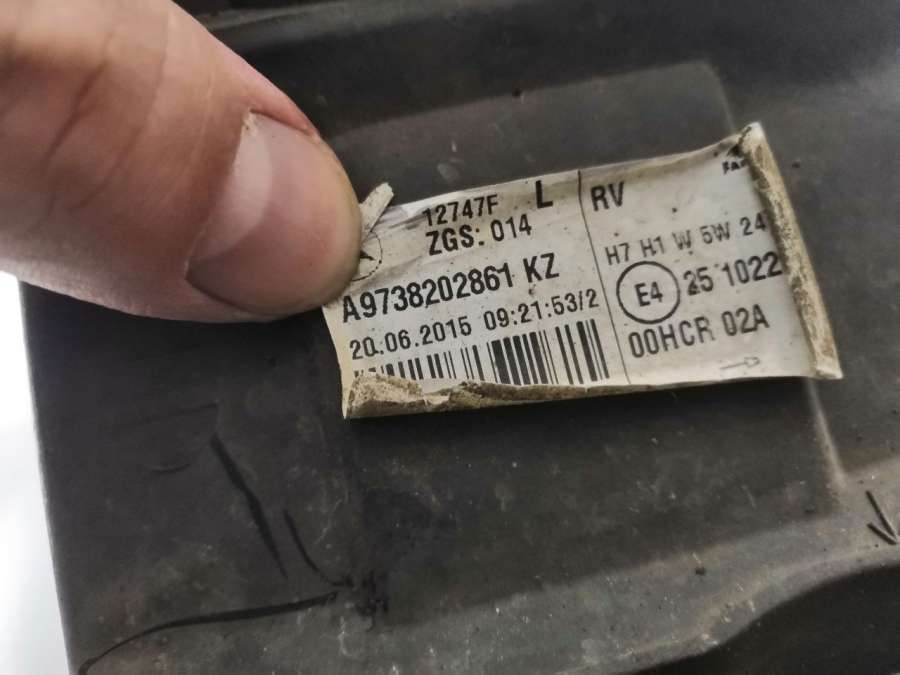 12747F L
ZGS: 014
A9738202861 KZ
20.06.2015 09:21:53/2
RV
H7 H1 W 5W 24
E4 25 1022
00HCR 02A